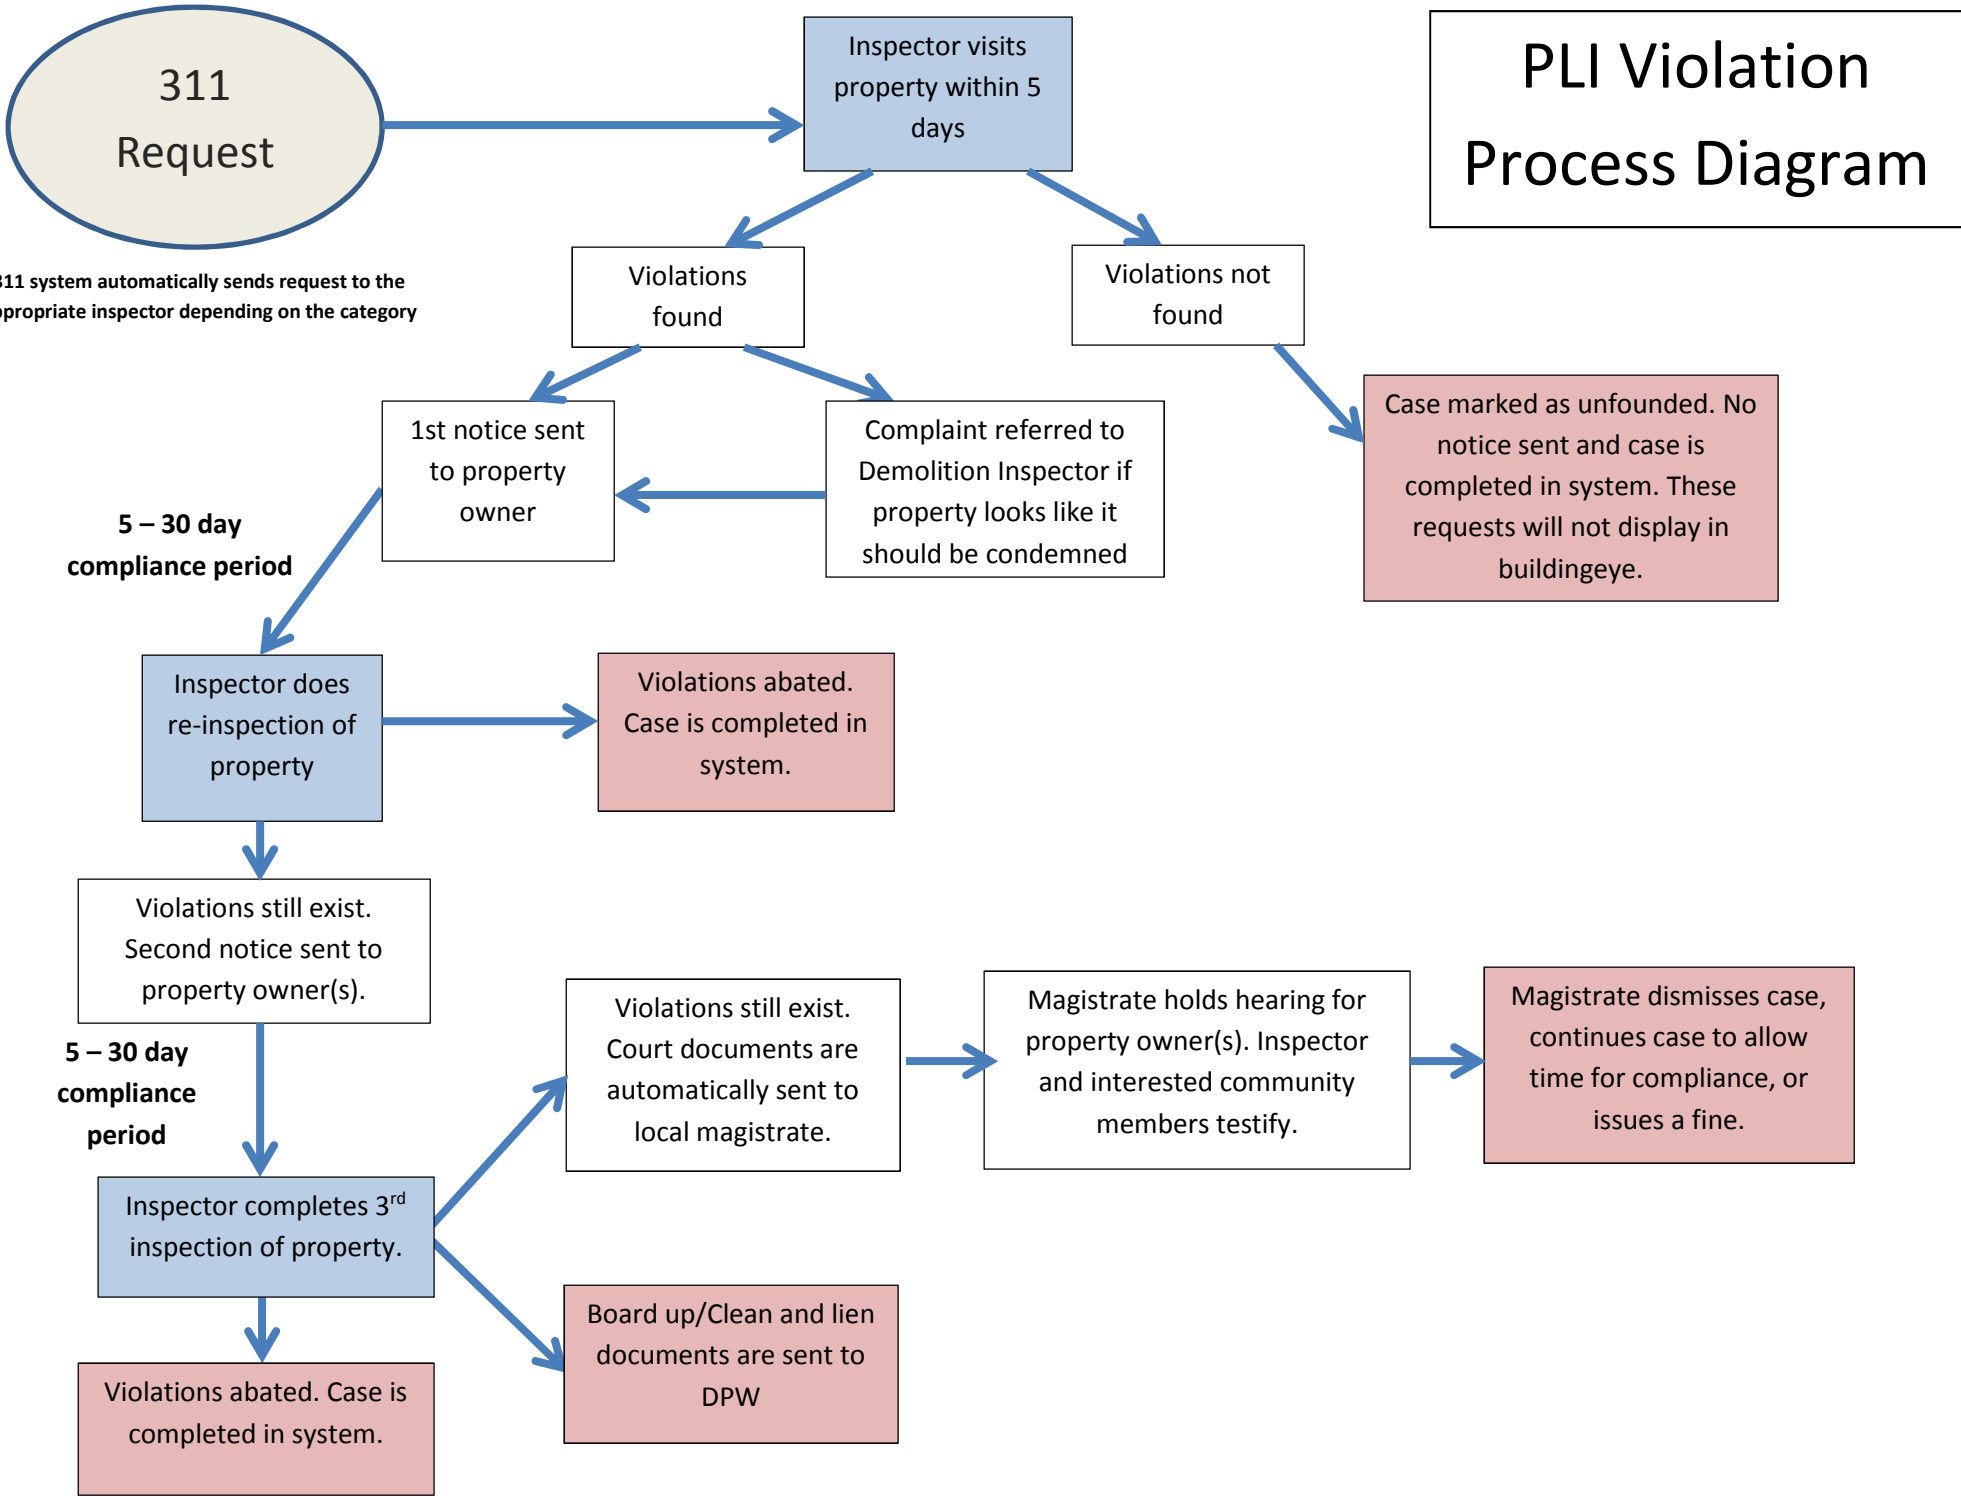 311
Request
Inspector visits
property within 5
days
PLI Violation
Process Diagram
311 system automatically sends request to the
appropriate inspector depending on the category
Violations
found
Violations not
found
1st notice sent
to property
owner
Complaint referred to
Demolition Inspector if
property looks like it
should be condemned
Case marked as unfounded. No
notice sent and case is
completed in system. These
requests will not display in
buildingeye.
5 – 30 day
compliance period
Inspector does
re-inspection of
property
Violations abated.
Case is completed in
system.
Violations still exist.
Second notice sent to
property owner(s).
5 – 30 day
compliance
period
Violations still exist.
Court documents are
automatically sent to
local magistrate.
Magistrate holds hearing for
property owner(s). Inspector
and interested community
members testify.
Magistrate dismisses case,
continues case to allow
time for compliance, or
issues a fine.
Inspector completes 3rd
inspection of property.
Board up/Clean and lien
documents are sent to
DPW
Violations abated. Case is
completed in system.